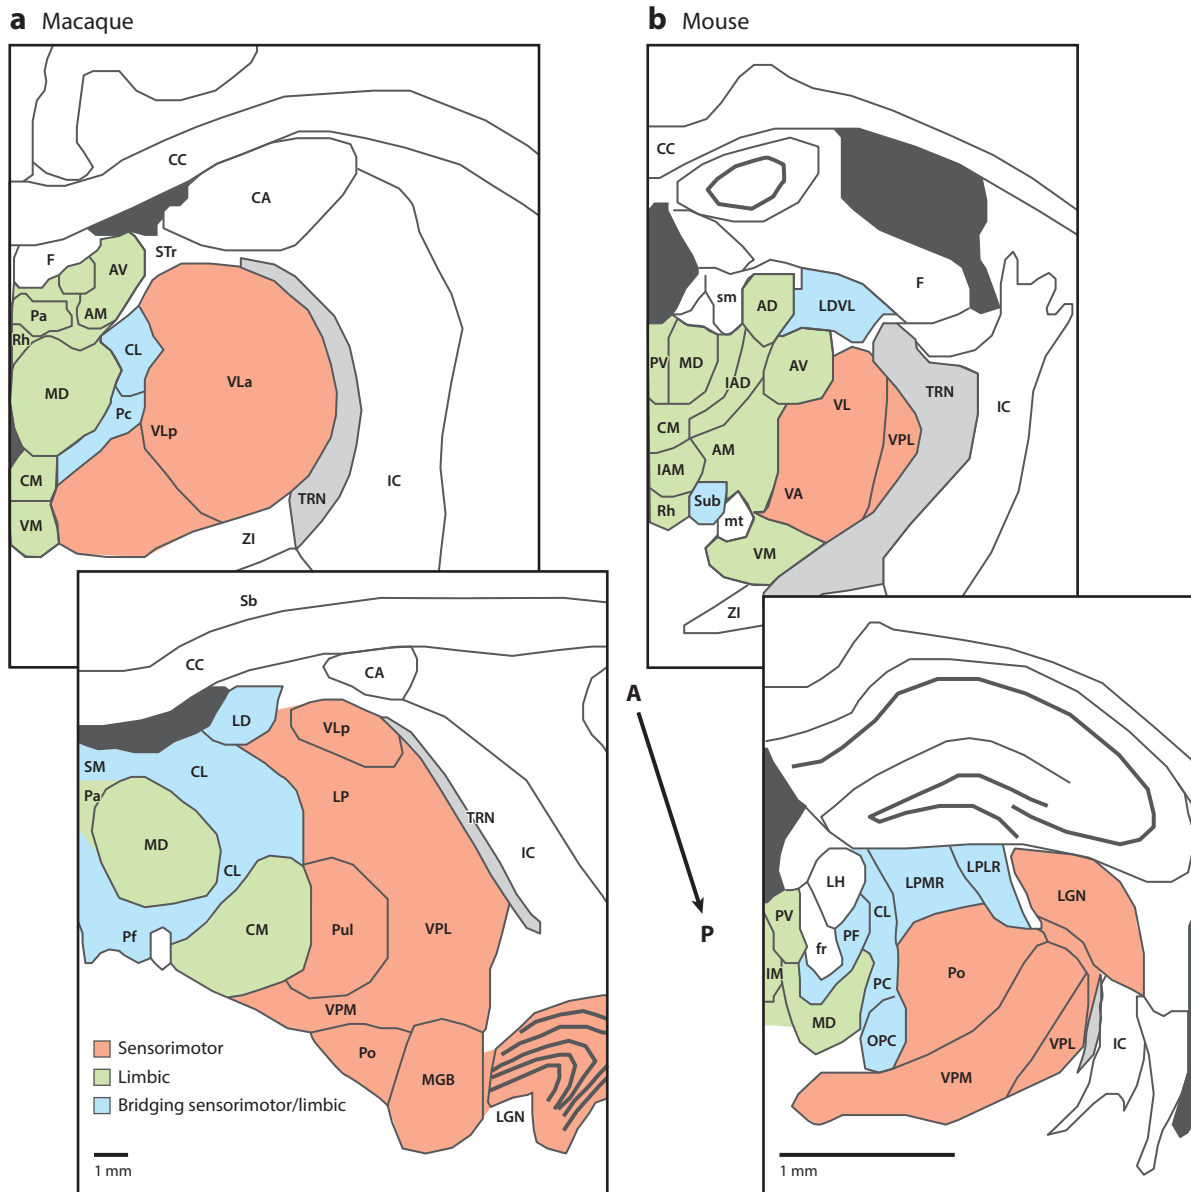 a Macaque
CC
CA
F
AV
STr
Pa
AM
Rh
CL
MD
VLa
Pc
VLp
CM
IC
TRN
VM
ZI
Sb
CC
CA
LD
VLp
SM
CL
Pa
LP
MD
TRN
IC
CL
CM
Pul
VPL
Pf
VPM
Po
MGB
LGN
Sensorimotor
Limbic
Bridging sensorimotor/limbic
1 mm
b Mouse
CC
F
sm
AD
LDVL
PV
MD
AV
IAD
TRN
VL
IC
CM
VPL
AM
IAM
VA
Sub
Rh
mt
VM
ZI
A
P
LH
LPMR
LPLR
LGN
PV
CL
fr
PF
IM
PC
Po
MD
OPC
VPL
IC
VPM
1 mm